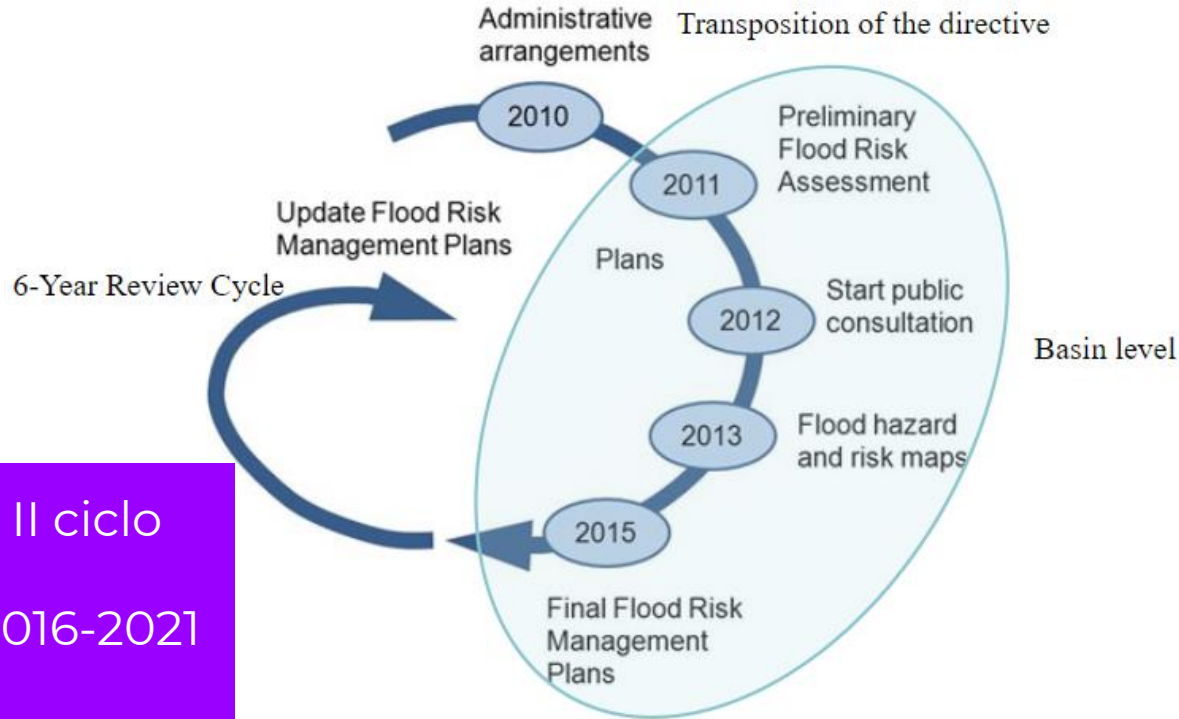 Administrative
arrangements
Transposition of the directive
2010
Preliminary
Flood Risk
Assessment
2011
Update Flood Risk
Management Plans
Plans
6-Year Review Cycle
2012
Start public
consultation
Basin level
2013
Flood hazard
and risk maps
II ciclo
2015
016-2021
Final Flood Risk
Management
Plans